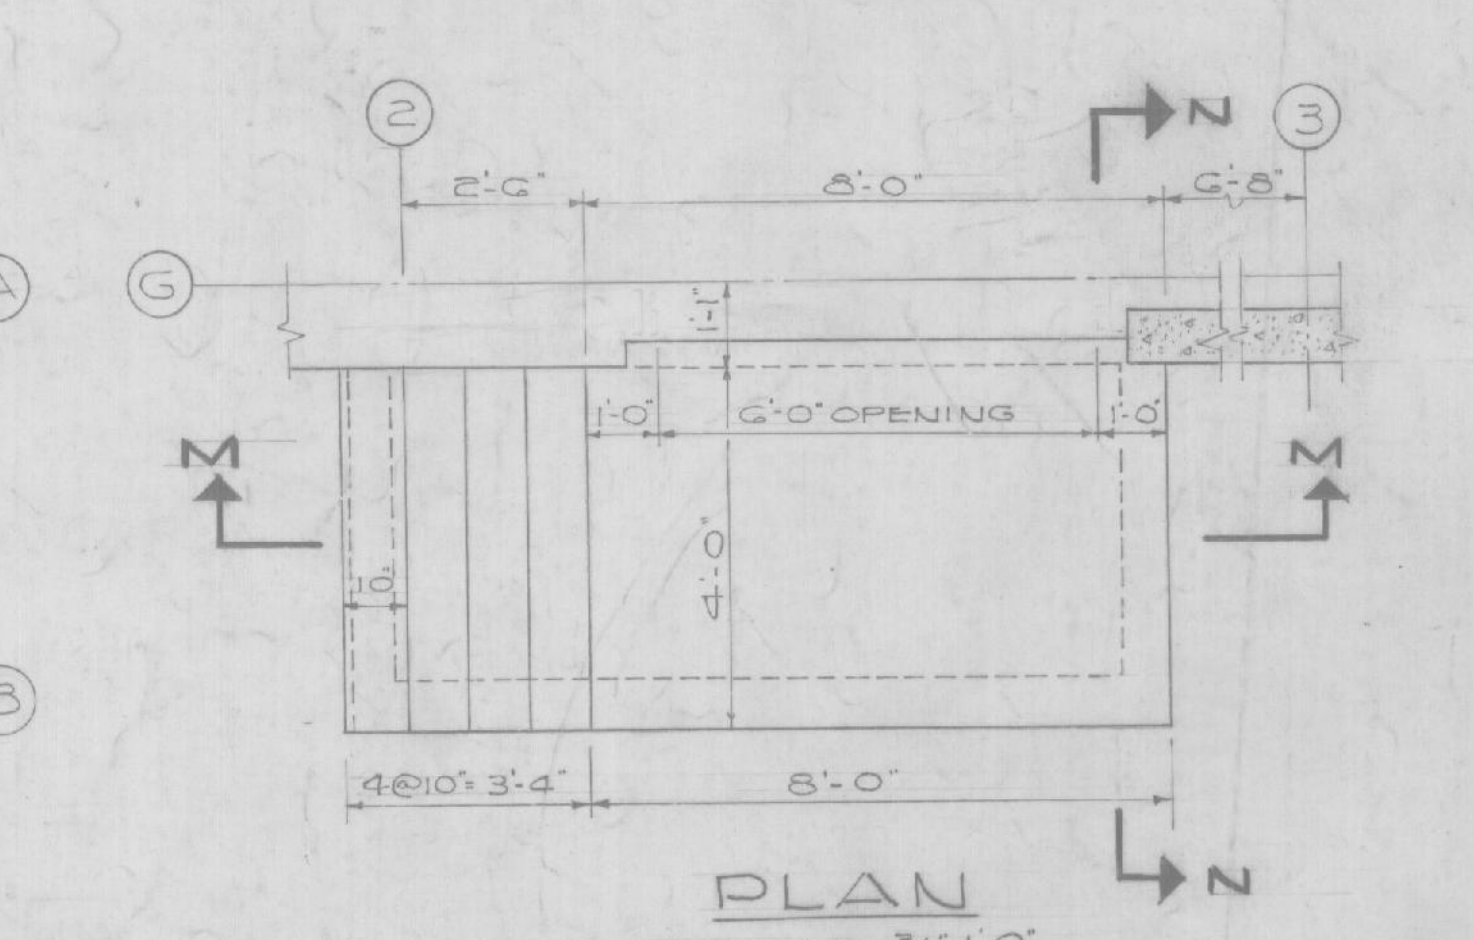 2
N
3
2'-6"
8'-0"
6'-8"
A
G
1'-1"
1'-0"
6'-0" OPENING
1'-0"
M
M
4'-0"
10"
B
4@10"= 3'-4"
8'-0"
PLAN
N